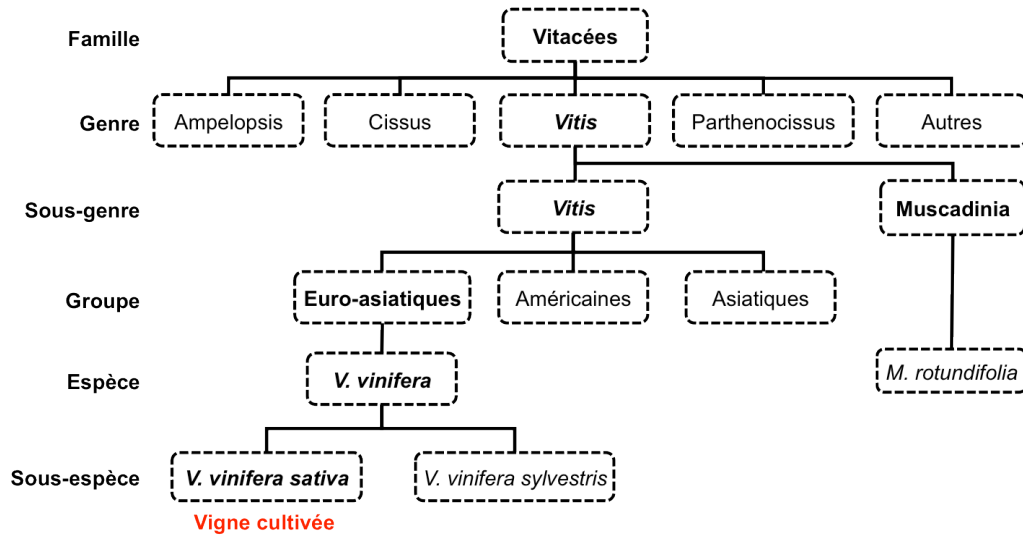 Famille
Vitacées
Genre
Ampelopsis
Cissus
Vitis
Parthenocissus
Autres
Sous-genre
Vitis
Muscadinia
Groupe
Euro-asiatiques
Américaines
Asiatiques
Espèce
V. vinifera
M. rotundifolia
Sous-espèce
V. vinifera sativa
V. vinifera sylvestris
Vigne cultivée